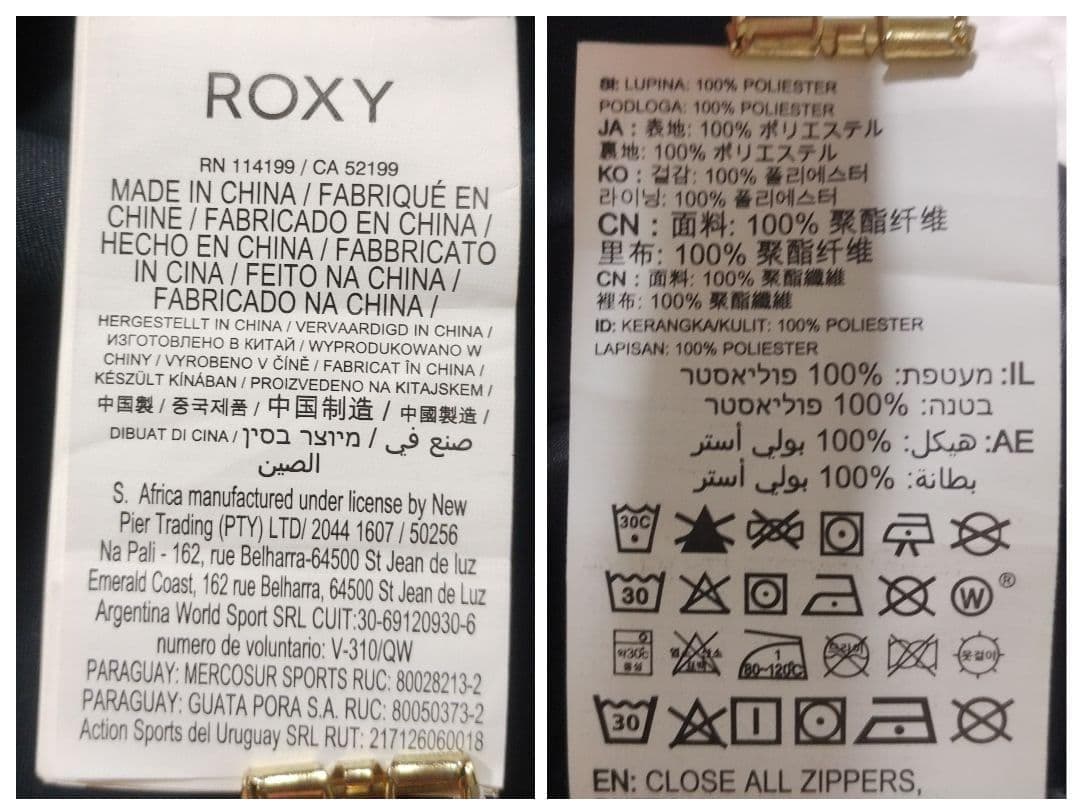 ROXY
RN 114199 / CA 52199
MADE IN CHINA / FABRIQUÉ EN
CHINE / FABRICADO EN CHINA /
HECHO EN CHINA / FABBRICATO
IN CINA / FEITO NA CHINA /
FABRICADO NA CHINA /
HERGESTELLT IN CHINA / VERVAARDIGD IN CHINA /
ИЗГОТОВЛЕНО В КИТАЙ / WYPRODUKOWANO W
CHINY / VYROBENO V ČÍNĚ / FABRICAT ÎN CHINA /
KÉSZÜLT KÍNÁBAN / PROIZVEDENO NA KITAJSKEM /
中国製 / 중국제품 / 中国制造 / 中國製造 /
DIBUAT DI CINA / מיוצר בסין / صنع في
الصين
S. Africa manufactured under license by New
Pier Trading (PTY) LTD/ 2044 1607 / 50256
Na Pali - 162, rue Belharra-64500 St Jean de luz
Emerald Coast, 162 rue Belharra, 64500 St Jean de Luz
Argentina World Sport SRL CUIT:30-69120930-6
numero de voluntario: V-310/QW
PARAGUAY: MERCOSUR SPORTS RUC: 80028213-2
PARAGUAY: GUATA PORA S.A. RUC: 80050373-2
Action Sports del Uruguay SRL RUT: 217126060018
LUPINA: 100% POLIESTER
PODLOGA: 100% POLIESTER
JA : 表地: 100% ポリエステル
裏地: 100% ポリエステル
KO : 겉감: 100% 폴리에스터
라이닝: 100% 폴리에스터
CN : 面料: 100% 聚酯纤维
里布: 100% 聚酯纤维
CN : 面料: 100% 聚酯纖維
裡布: 100% 聚酯纖維
ID: KERANGKA/KULIT: 100% POLIESTER
LAPISAN: 100% POLIESTER
IL: מעטפת: 100% פוליאסטר
בטנה: 100% פוליאסטר
AE: هيكل: 100% بولي أستر
بطانة: 100% بولي أستر
30C
30 W ®
약30℃ 중성 1 80~120℃ 드라이 옷걸이
30
EN: CLOSE ALL ZIPPERS,